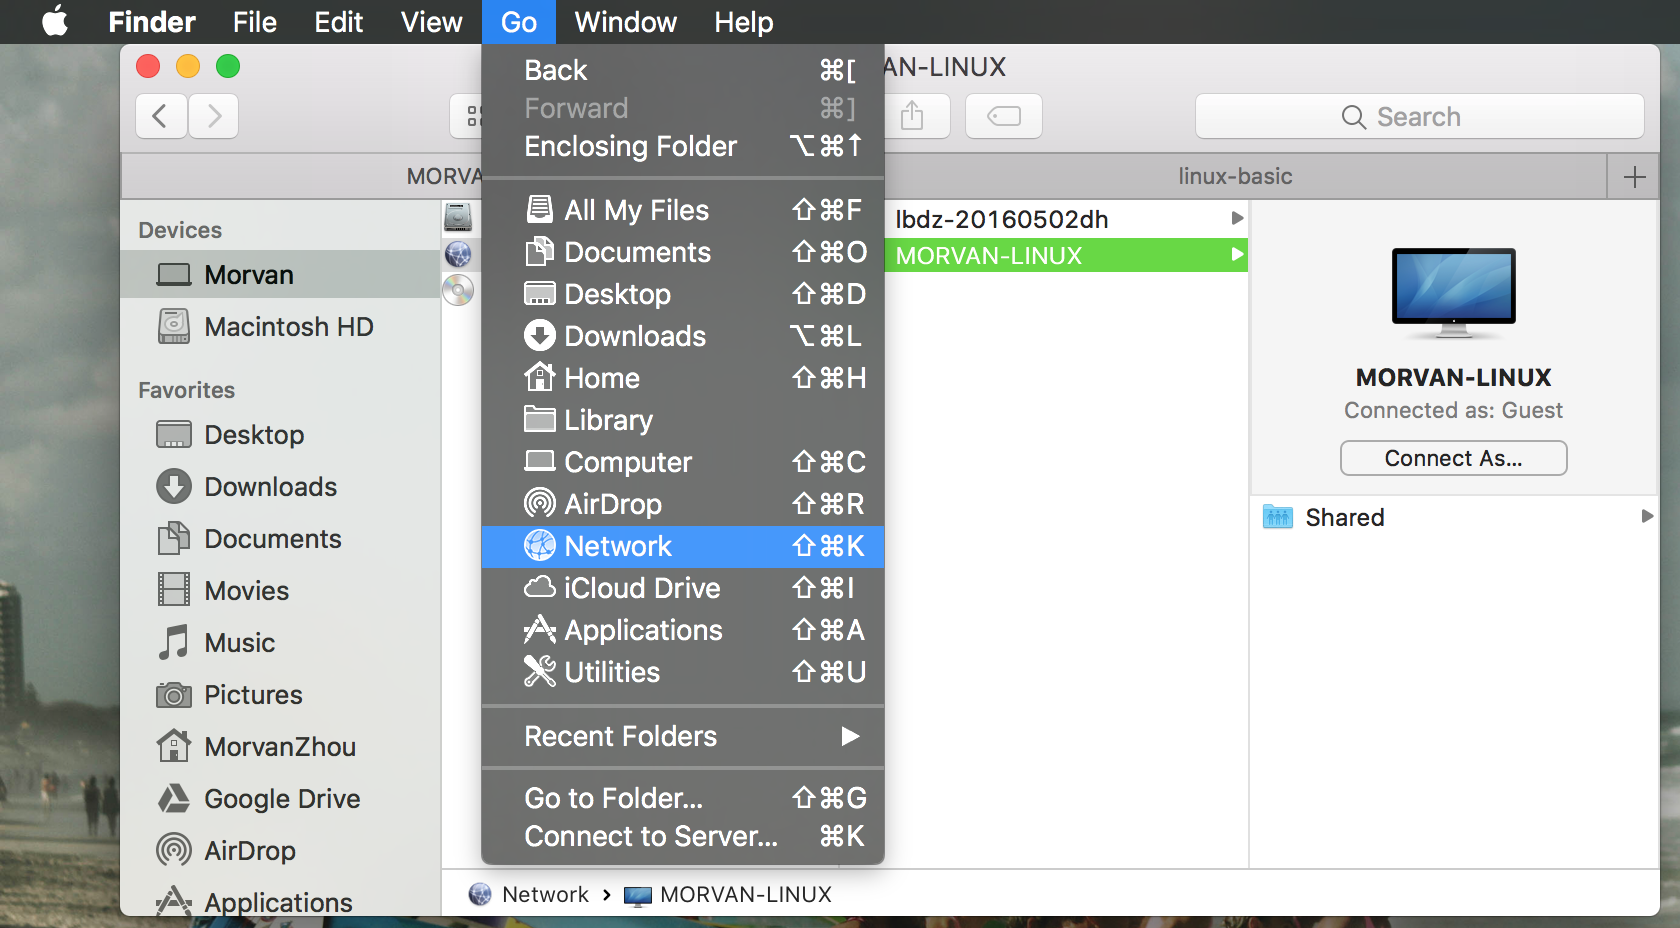 Finder File Edit View Go Window Help
AN-LINUX
Search
MORVA
linux-basic
Devices
Morvan
Macintosh HD
Favorites
Desktop
Downloads
Documents
Movies
Music
Pictures
MorvanZhou
Google Drive
AirDrop
Applications
Back ⌘[
Forward ⌘]
Enclosing Folder ⌥⌘↑
All My Files ⇧⌘F
Documents ⇧⌘O
Desktop ⇧⌘D
Downloads ⌥⌘L
Home ⇧⌘H
Library
Computer ⇧⌘C
AirDrop ⇧⌘R
Network ⇧⌘K
iCloud Drive ⇧⌘I
Applications ⇧⌘A
Utilities ⇧⌘U
Recent Folders
Go to Folder... ⇧⌘G
Connect to Server... ⌘K
lbdz-20160502dh
MORVAN-LINUX
MORVAN-LINUX
Connected as: Guest
Connect As...
Shared
Network › MORVAN-LINUX